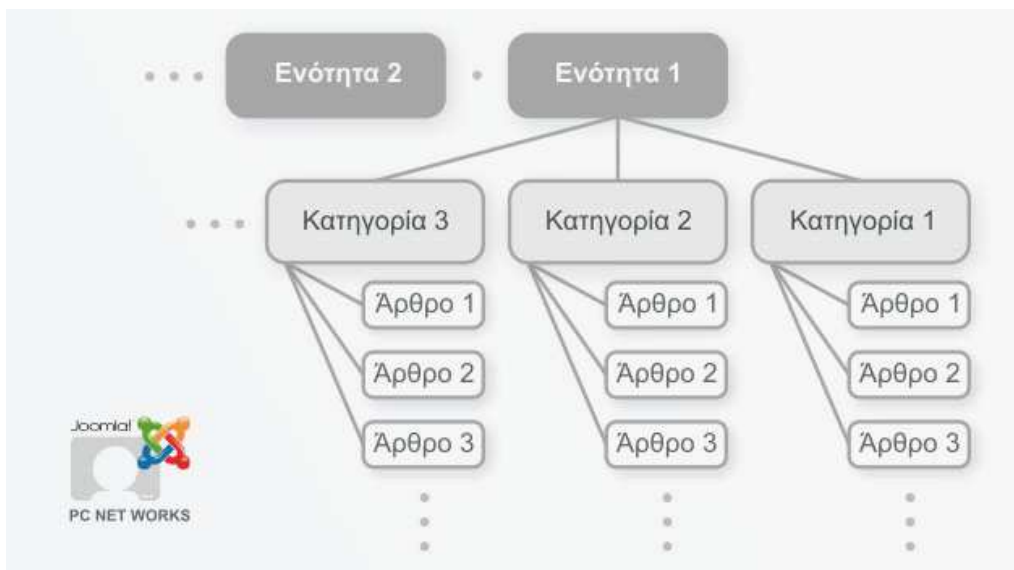 Ενότητα 2
Ενότητα 1
Κατηγορία 3
Κατηγορία 2
Κατηγορία 1
Άρθρο 1
Άρθρο 1
Άρθρο 1
Άρθρο 2
Άρθρο 2
Άρθρο 2
Άρθρο 3
Άρθρο 3
Άρθρο 3
Joomla!
PC NET WORKS